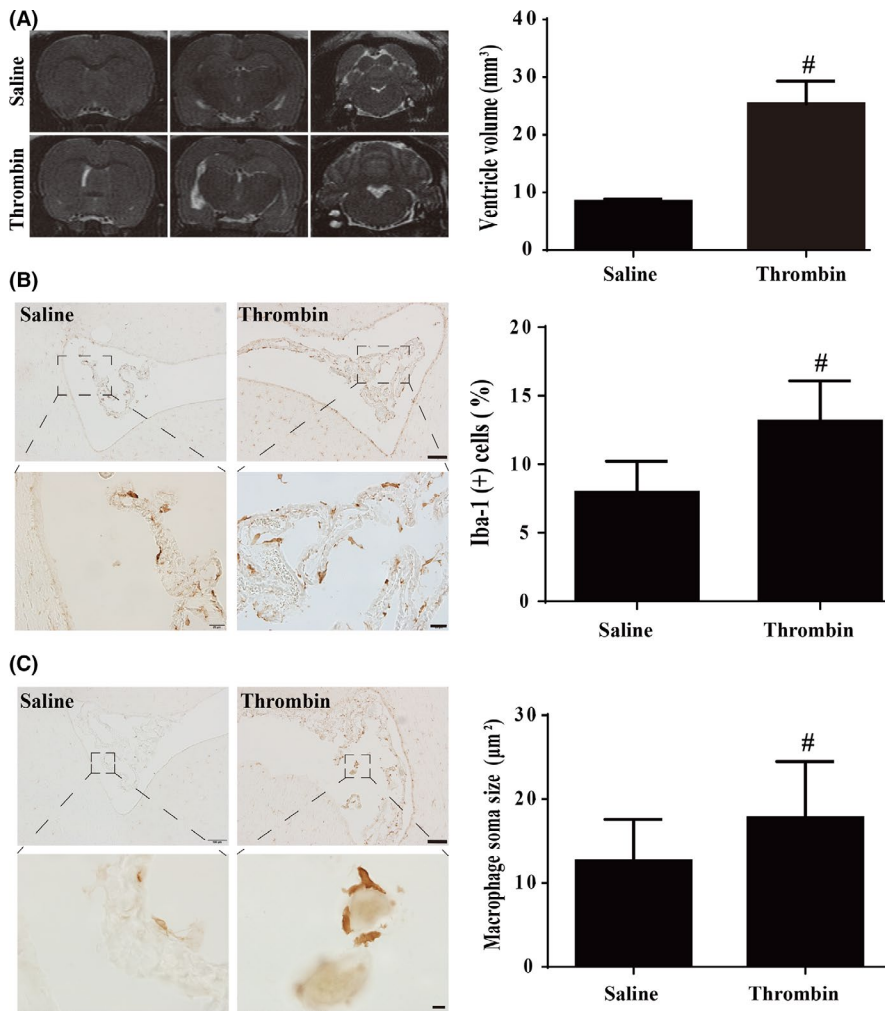 (A)
Saline
Thrombin
Ventricle volume (mm³)
40
30
20
10
0
#
Saline
Thrombin
(B)
Saline
Thrombin
Iba-1 (+) cells ( %)
20
15
10
5
0
#
Saline
Thrombin
(C)
Saline
Thrombin
Macrophage soma size (μm²)
30
20
10
0
#
Saline
Thrombin